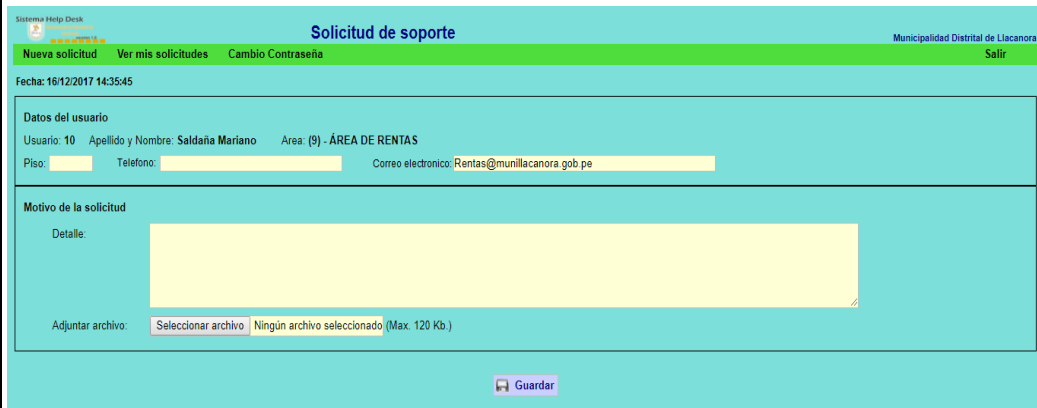 Sistema Help Desk
Solicitud de soporte
Municipalidad Distrital de Llacanora
Nueva solicitud Ver mis solicitudes Cambio Contraseña Salir
Fecha: 16/12/2017 14:35:45
Datos del usuario
Usuario: 10 Apellido y Nombre: Saldaña Mariano Area: (9) - ÁREA DE RENTAS
Piso: Telefono: Correo electronico: Rentas@munillacanora.gob.pe
Motivo de la solicitud
Detalle:
Adjuntar archivo: Seleccionar archivo Ningún archivo seleccionado (Max. 120 Kb.)
Guardar